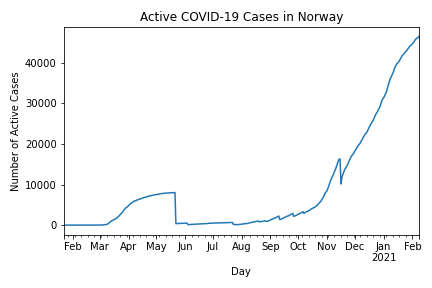 Active COVID-19 Cases in Norway
Number of Active Cases
40000
30000
20000
10000
0
Feb Mar Apr May Jun Jul Aug Sep Oct Nov Dec Jan Feb
2021
Day